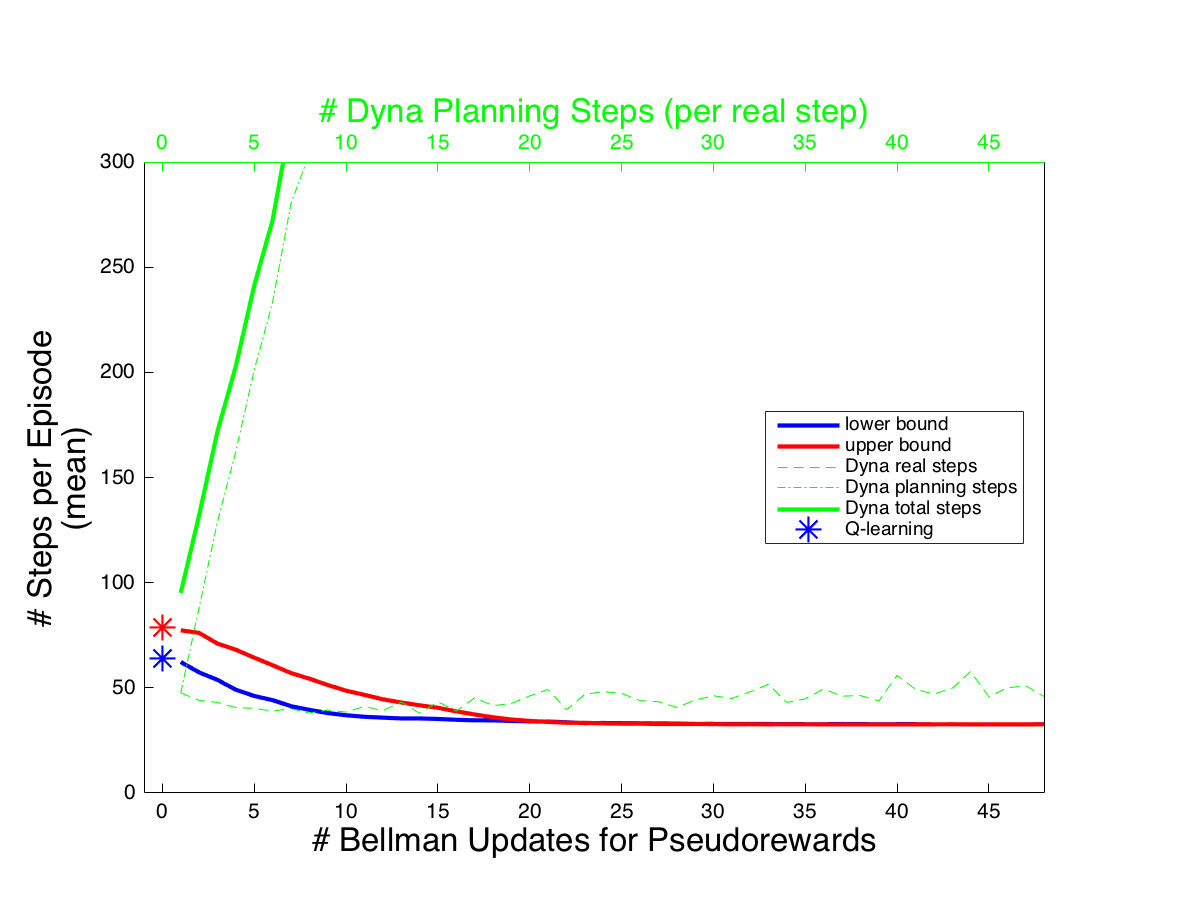 # Dyna Planning Steps (per real step)
0 5 10 15 20 25 30 35 40 45
300
250
200
150
100
50
0
# Steps per Episode
(mean)
lower bound
upper bound
Dyna real steps
Dyna planning steps
Dyna total steps
Q-learning
0 5 10 15 20 25 30 35 40 45
# Bellman Updates for Pseudorewards